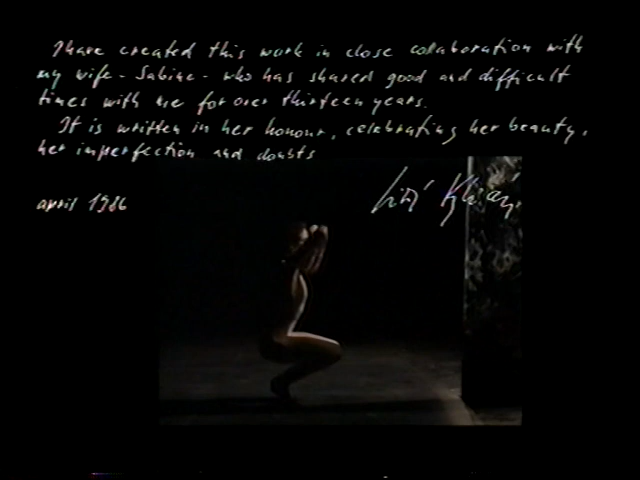 I have created this work in close collaboration with
my wife - Sabine - who has shared good and difficult
times with me for over thirteen years.
It is written in her honour, celebrating her beauty,
her imperfection and doubts
april 1986
Jiří Kylián